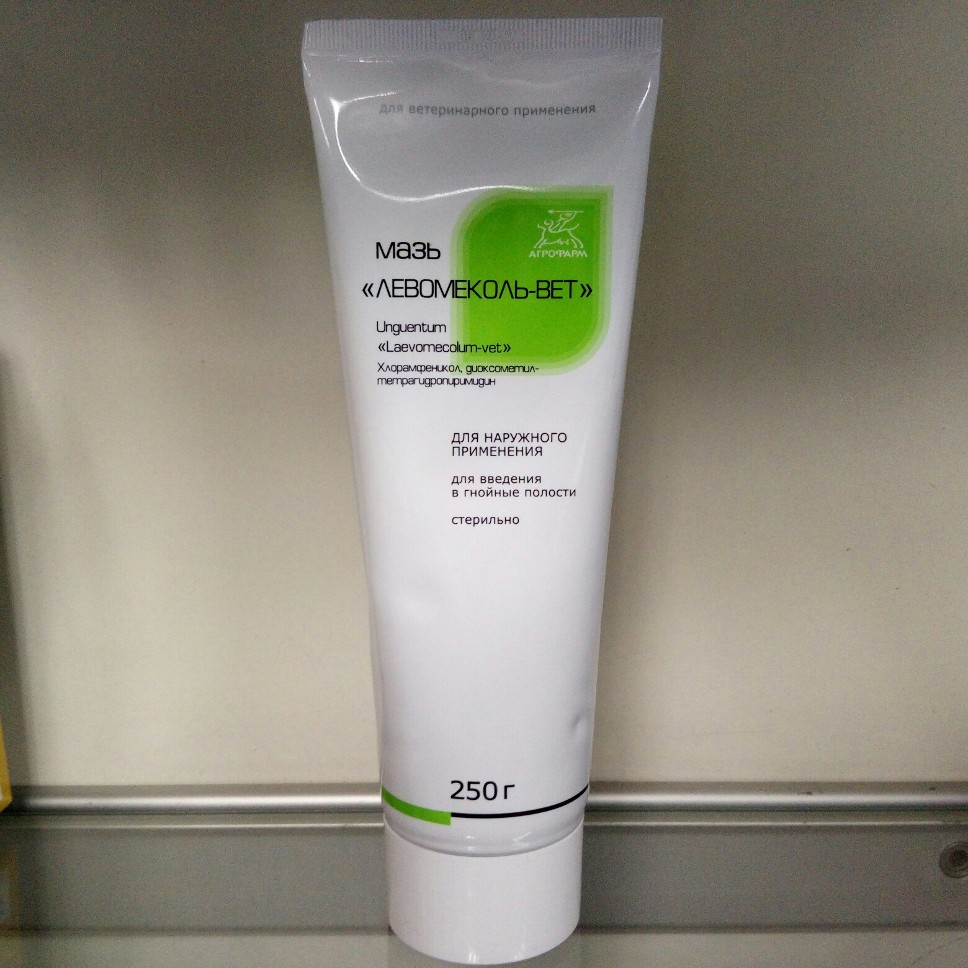 для ветеринарного применения
АГРОФАРМ
мазь
«ЛЕВОМЕКОЛЬ-ВЕТ»
Unguentum
«Laevomecolum-vet»
Хлорамфеникол, диоксометил-
тетрагидропиримидин
ДЛЯ НАРУЖНОГО
ПРИМЕНЕНИЯ
для введения
в гнойные полости
стерильно
250 г